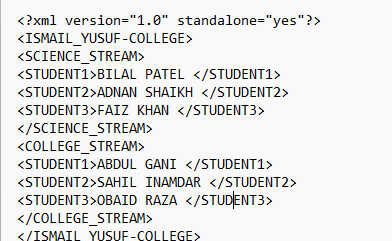 <?xml version="1.0" standalone="yes"?>
<ISMAIL_YUSUF-COLLEGE>
<SCIENCE_STREAM>
<STUDENT1>BILAL PATEL </STUDENT1>
<STUDENT2>ADNAN SHAIKH </STUDENT2>
<STUDENT3>FAIZ KHAN </STUDENT3>
</SCIENCE_STREAM>
<COLLEGE_STREAM>
<STUDENT1>ABDUL GANI </STUDENT1>
<STUDENT2>SAHIL INAMDAR </STUDENT2>
<STUDENT3>OBAID RAZA </STUDENT3>
</COLLEGE_STREAM>
</ISMAIL_YUSUF-COLLEGE>